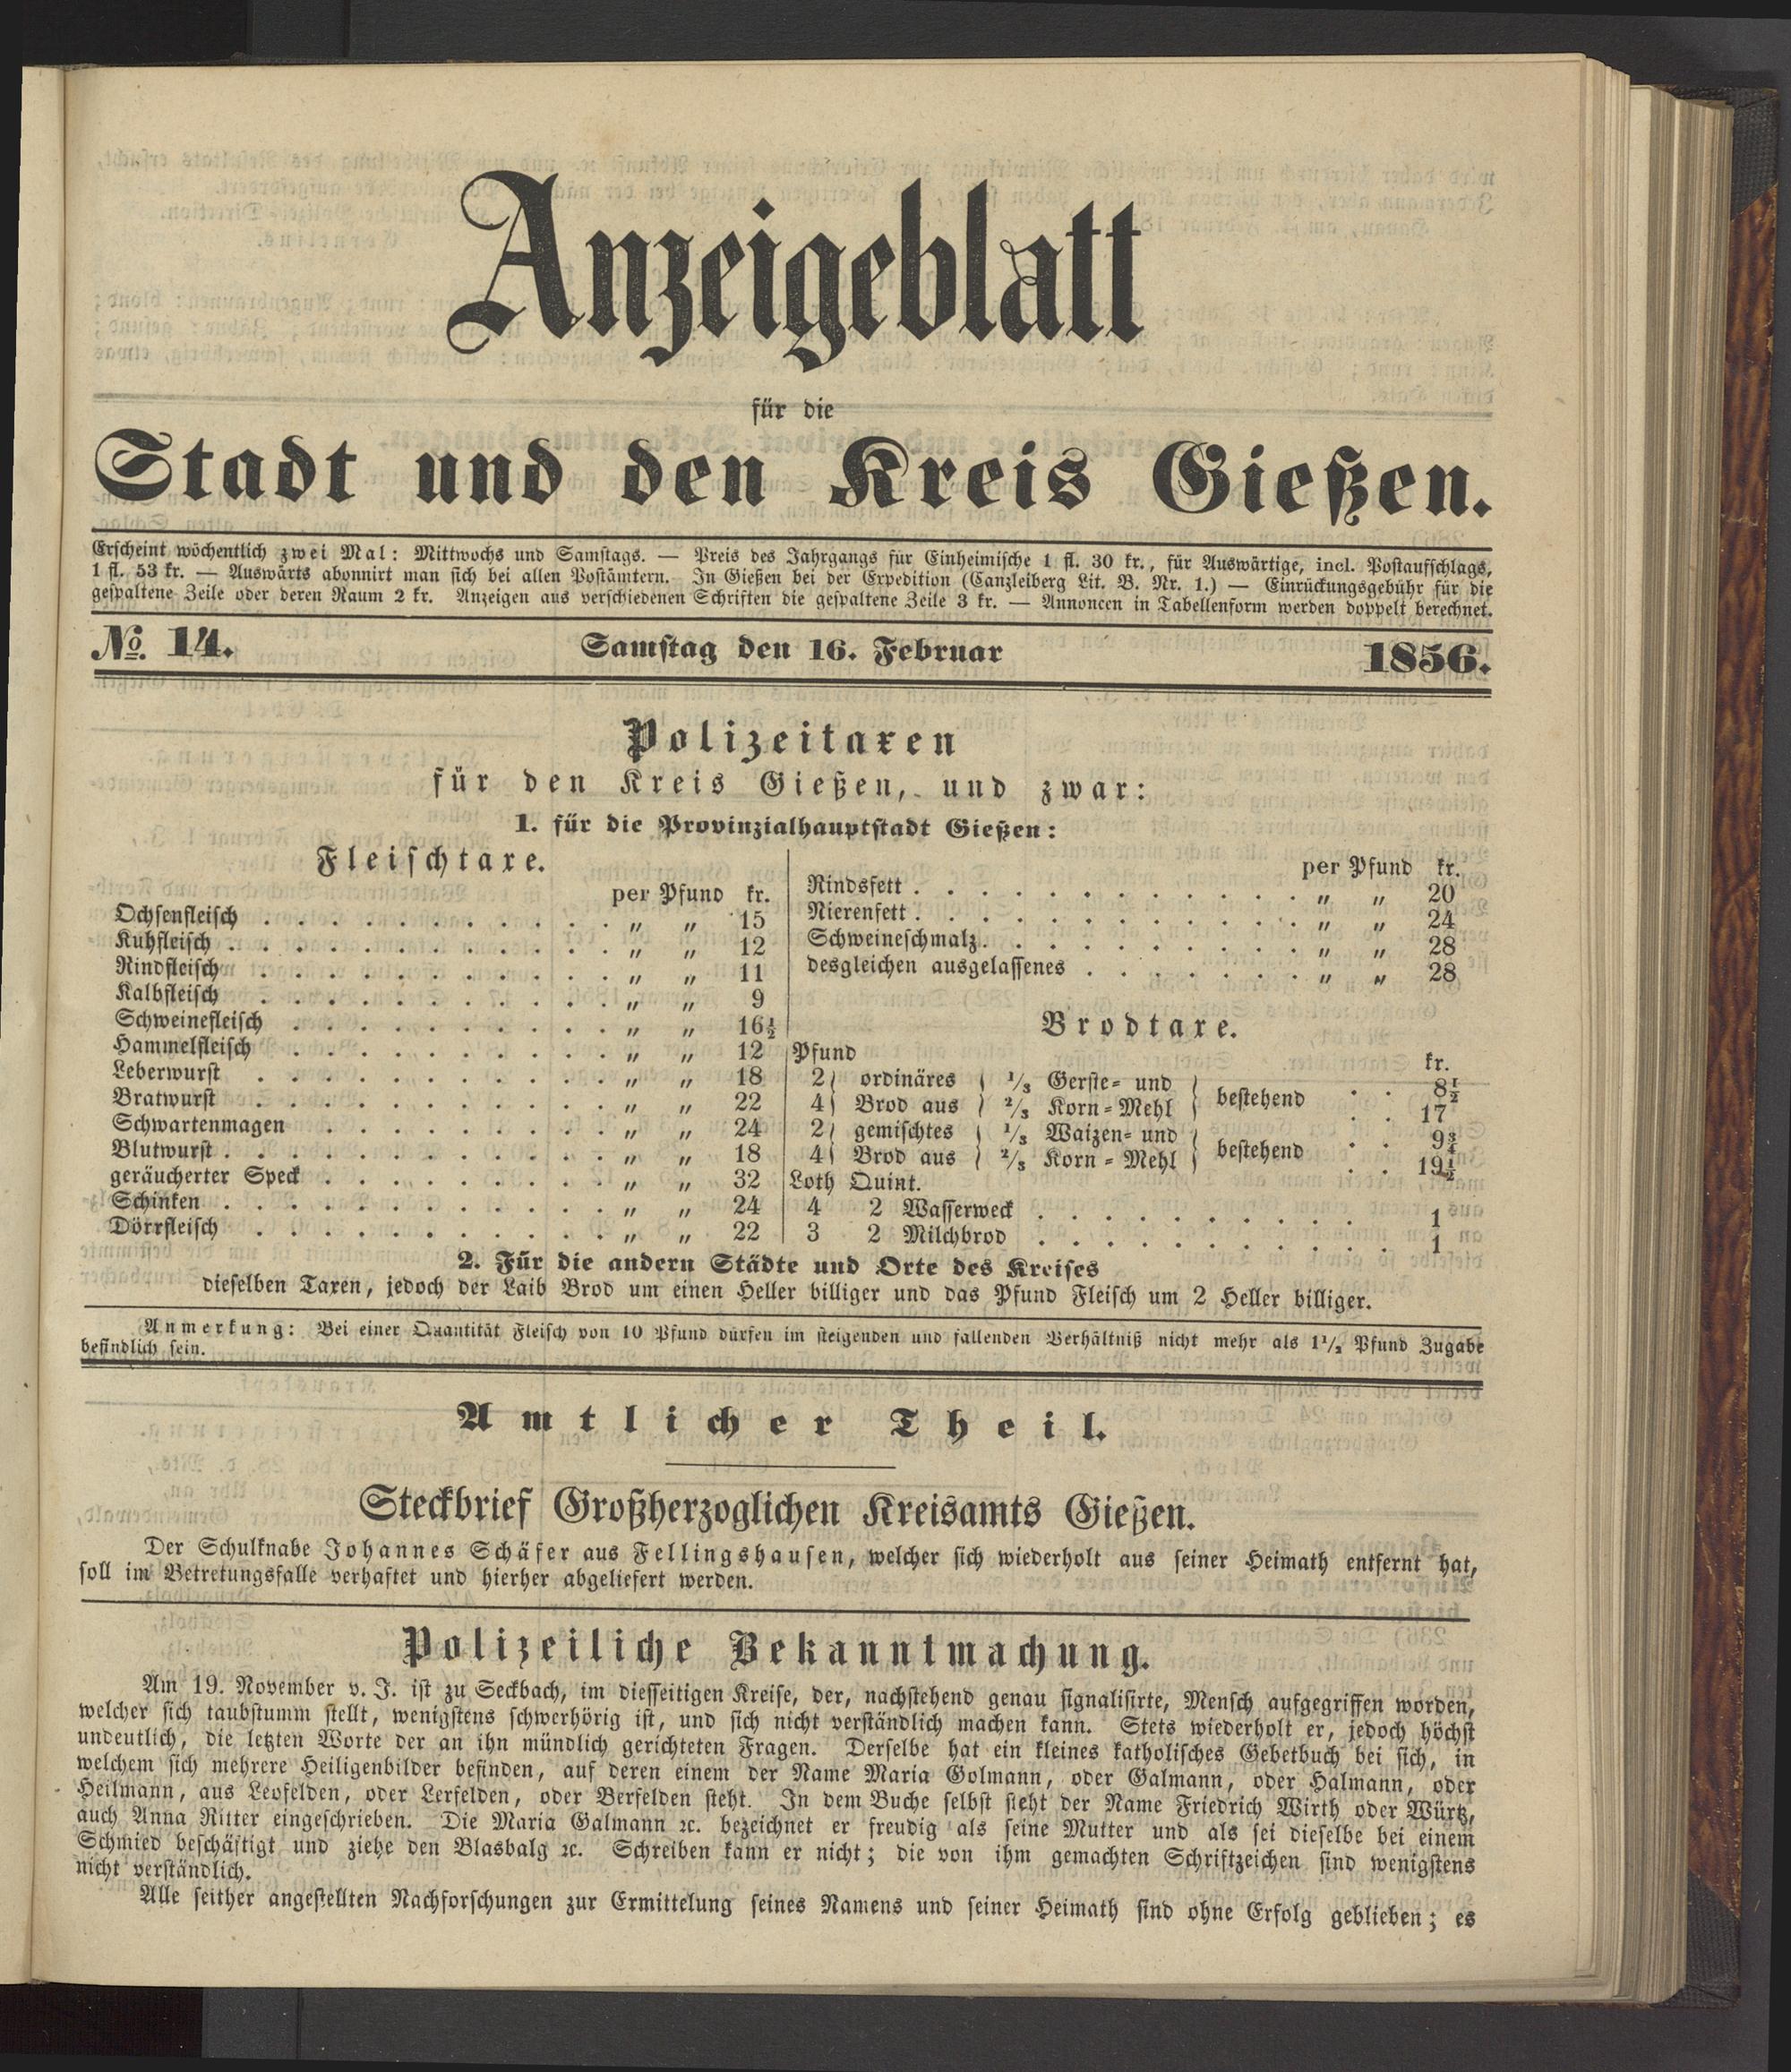 Anzeigeblatt
für die
Stadt und den Kreis Gießen.
Erscheint wöchentlich zwei Mal: Mittwochs und Samstags. — Preis des Jahrgangs für Einheimische 1 fl. 30 kr., für Auswärtige, incl. Postaufschlags,
1 fl. 53 kr. — Auswärts abonnirt man sich bei allen Postämtern. In Gießen bei der Expedition (Canzleiberg Lit. B. Nr. 1.) — Einrückungsgebühr für die
gespaltene Zeile oder deren Raum 2 kr. Anzeigen aus verschiedenen Schriften die gespaltene Zeile 3 kr. — Annoncen in Tabellenform werden doppelt berechnet.
No. 14. Samstag den 16. Februar 1856.
Polizeitaxen
für den Kreis Gießen, und zwar:
1. für die Provinzialhauptstadt Gießen:
Fleischtaxe.
per Pfund kr.
Ochsenfleisch . . . . . . . . . . " " 15
Kuhfleisch . . . . . . . . . . . " " 12
Rindfleisch . . . . . . . . . . " " 11
Kalbfleisch . . . . . . . . . . " " 9
Schweinefleisch . . . . . . . . . " " 16½
Hammelfleisch . . . . . . . . . " " 12
Leberwurst . . . . . . . . . . " " 18
Bratwurst . . . . . . . . . . " " 22
Schwartenmagen . . . . . . . . " " 24
Blutwurst . . . . . . . . . . . " " 18
geräucherter Speck . . . . . . . . " " 32
Schinken . . . . . . . . . . . " " 24
Dörrfleisch . . . . . . . . . . " " 22
per Pfund kr.
Rindsfett . . . . . . . . . . . " " 20
Nierenfett . . . . . . . . . . . " " 24
Schweineschmalz . . . . . . . . . " " 28
desgleichen ausgelassenes . . . . . . " " 28
Brodtaxe.
Pfund kr.
2) ordinäres ( 1/3 Gerste- und ) bestehend . . 8½
4) Brod aus ( 2/3 Korn-Mehl ) . . 17
2) gemischtes ( 1/3 Waizen- und ) bestehend . . 9¾
4) Brod aus ( 2/3 Korn-Mehl ) . . 19½
Loth Quint.
4 2 Wasserweck . . . . . . . . . . 1
3 2 Milchbrod . . . . . . . . . . . 1
2. Für die andern Städte und Orte des Kreises
dieselben Taxen, jedoch der Laib Brod um einen Heller billiger und das Pfund Fleisch um 2 Heller billiger.
Anmerkung: Bei einer Quantität Fleisch von 10 Pfund dürfen im steigenden und fallenden Verhältniß nicht mehr als 1½ Pfund Zugabe
befindlich sein.
Amtlicher Theil.
Steckbrief Großherzoglichen Kreisamts Gießen.
Der Schulknabe Johannes Schäfer aus Fellingshausen, welcher sich wiederholt aus seiner Heimath entfernt hat,
soll im Betretungsfalle verhaftet und hierher abgeliefert werden.
Polizeiliche Bekanntmachung.
Am 19. November v. J. ist zu Seckbach, im diesseitigen Kreise, der, nachstehend genau signalisirte, Mensch aufgegriffen worden,
welcher sich taubstumm stellt, wenigstens schwerhörig ist, und sich nicht verständlich machen kann. Stets wiederholt er, jedoch höchst
undeutlich, die letzten Worte der an ihn mündlich gerichteten Fragen. Derselbe hat ein kleines katholisches Gebetbuch bei sich, in
welchem sich mehrere Heiligenbilder befinden, auf deren einem der Name Maria Golmann, oder Galmann, oder Halmann, oder
Heilmann, aus Leofelden, oder Lerfelden, oder Berfelden steht. In dem Buche selbst steht der Name Friedrich Wirth oder Würtz,
auch Anna Ritter eingeschrieben. Die Maria Galmann ꝛc. bezeichnet er freudig als seine Mutter und als sei dieselbe bei einem
Schmied beschäftigt und ziehe den Blasbalg ꝛc. Schreiben kann er nicht; die von ihm gemachten Schriftzeichen sind wenigstens
nicht verständlich.
Alle seither angestellten Nachforschungen zur Ermittelung seines Namens und seiner Heimath sind ohne Erfolg geblieben; es